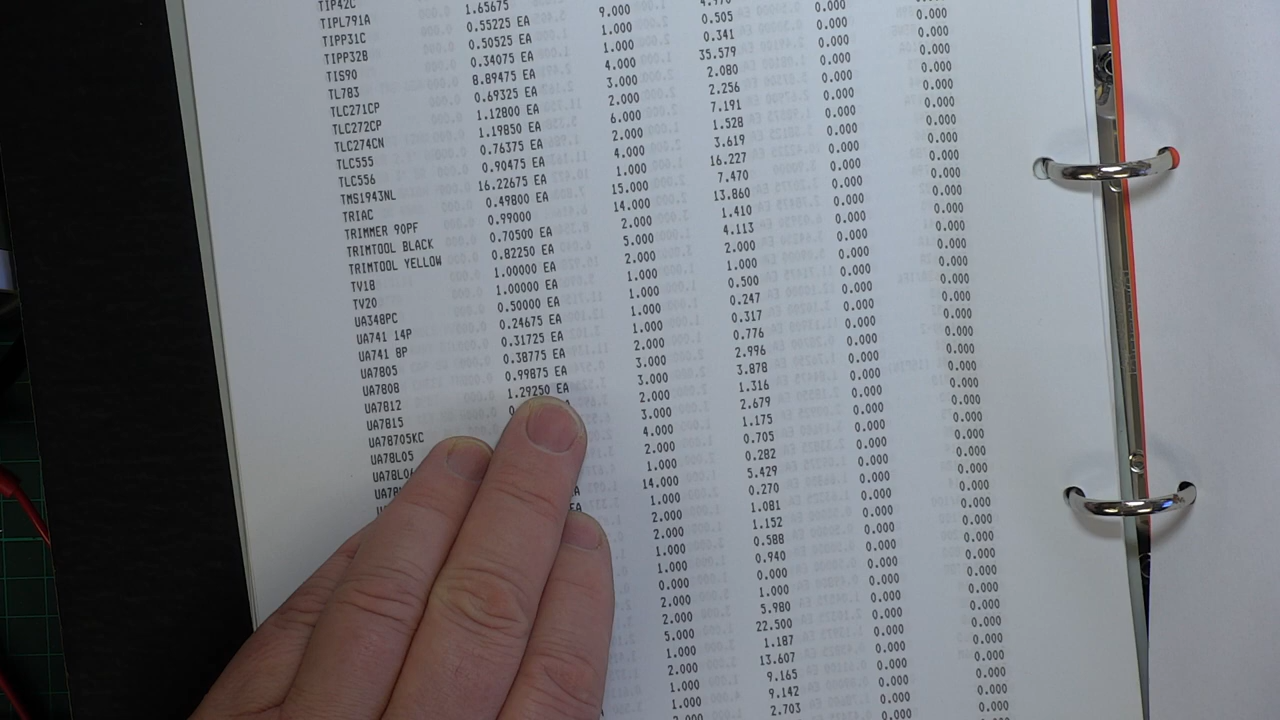 TIP42C
TIPL791A 1.65675 0.000
TIPP31C 0.55225 EA 9.000 0.000 0.000
TIPP32B 0.50525 EA 1.000 0.505 0.000 0.000
TIS90 0.34075 EA 1.000 0.341 0.000 0.000
TL783 8.89475 EA 4.000 35.579 0.000 0.000
TLC271CP 0.69325 EA 3.000 2.080 0.000 0.000
TLC272CP 1.12800 EA 2.000 2.256 0.000 0.000
TLC274CN 1.19850 EA 6.000 7.191 0.000 0.000
TLC555 0.76375 EA 2.000 1.528 0.000 0.000
TLC556 0.90475 EA 4.000 3.619 0.000 0.000
TMS1943NL 16.22675 EA 1.000 16.227 0.000 0.000
TRIAC 0.49800 EA 15.000 7.470 0.000 0.000
TRIMMER 90PF 0.99000 14.000 13.860 0.000 0.000
TRIMTOOL BLACK 0.70500 EA 2.000 1.410 0.000 0.000
TRIMTOOL YELLOW 0.82250 EA 5.000 4.113 0.000 0.000
TV18 1.00000 EA 2.000 2.000 0.000 0.000
TV20 1.00000 EA 1.000 1.000 0.000 0.000
UA348PC 0.50000 EA 1.000 0.500 0.000 0.000
UA741 14P 0.24675 EA 1.000 0.247 0.000 0.000
UA741 8P 0.31725 EA 1.000 0.317 0.000 0.000
UA7805 0.38775 EA 2.000 0.776 0.000 0.000
UA7808 0.99875 EA 3.000 2.996 0.000 0.000
UA7812 1.29250 EA 3.000 3.878 0.000 0.000
UA7815 2.000 1.316 0.000 0.000
UA78705KC 3.000 2.679 0.000 0.000
UA78L05 4.000 1.175 0.000 0.000
UA78L0 2.000 0.705 0.000 0.000
1.000 0.282 0.000 0.000
14.000 5.429 0.000 0.000
1.000 0.270 0.000 0.000
2.000 1.081 0.000 0.000
2.000 1.152 0.000 0.000
1.000 0.588 0.000 0.000
1.000 0.940 0.000 0.000
0.000 0.000 0.000 0.000
2.000 1.000 0.000 0.000
2.000 5.980 0.000 0.000
5.000 22.500 0.000 0.000
1.000 1.187 0.000 0.000
2.000 13.607 0.000 0.000
1.000 9.165 0.000 0.000
1.000 9.142 0.000 0.000
2.703 0.000 0.000